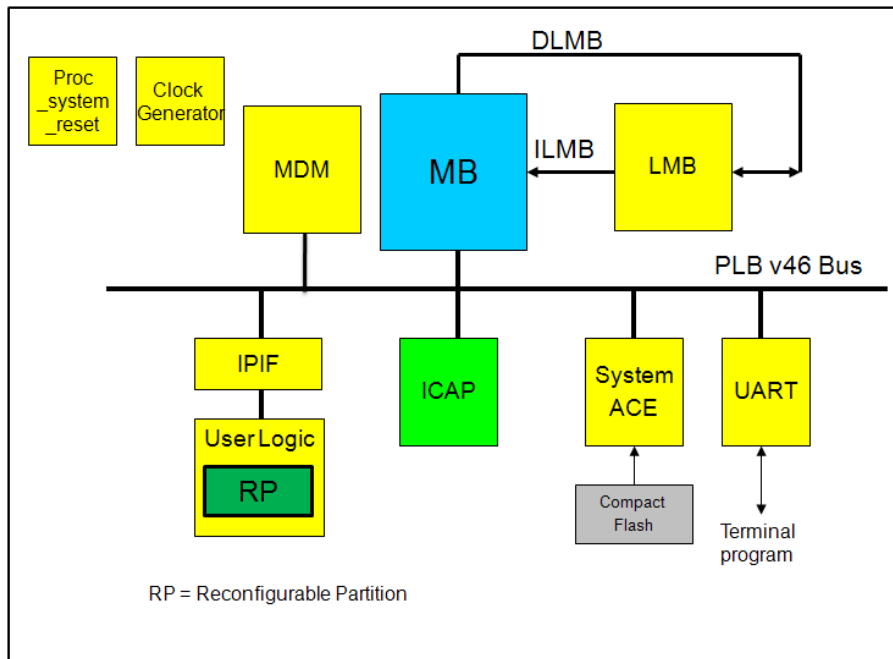 DLMB
Proc
_system
_reset
Clock
Generator
MDM
MB
ILMB
LMB
PLB v46 Bus
IPIF
ICAP
System
ACE
UART
User Logic
RP
Compact
Flash
Terminal
program
RP = Reconfigurable Partition